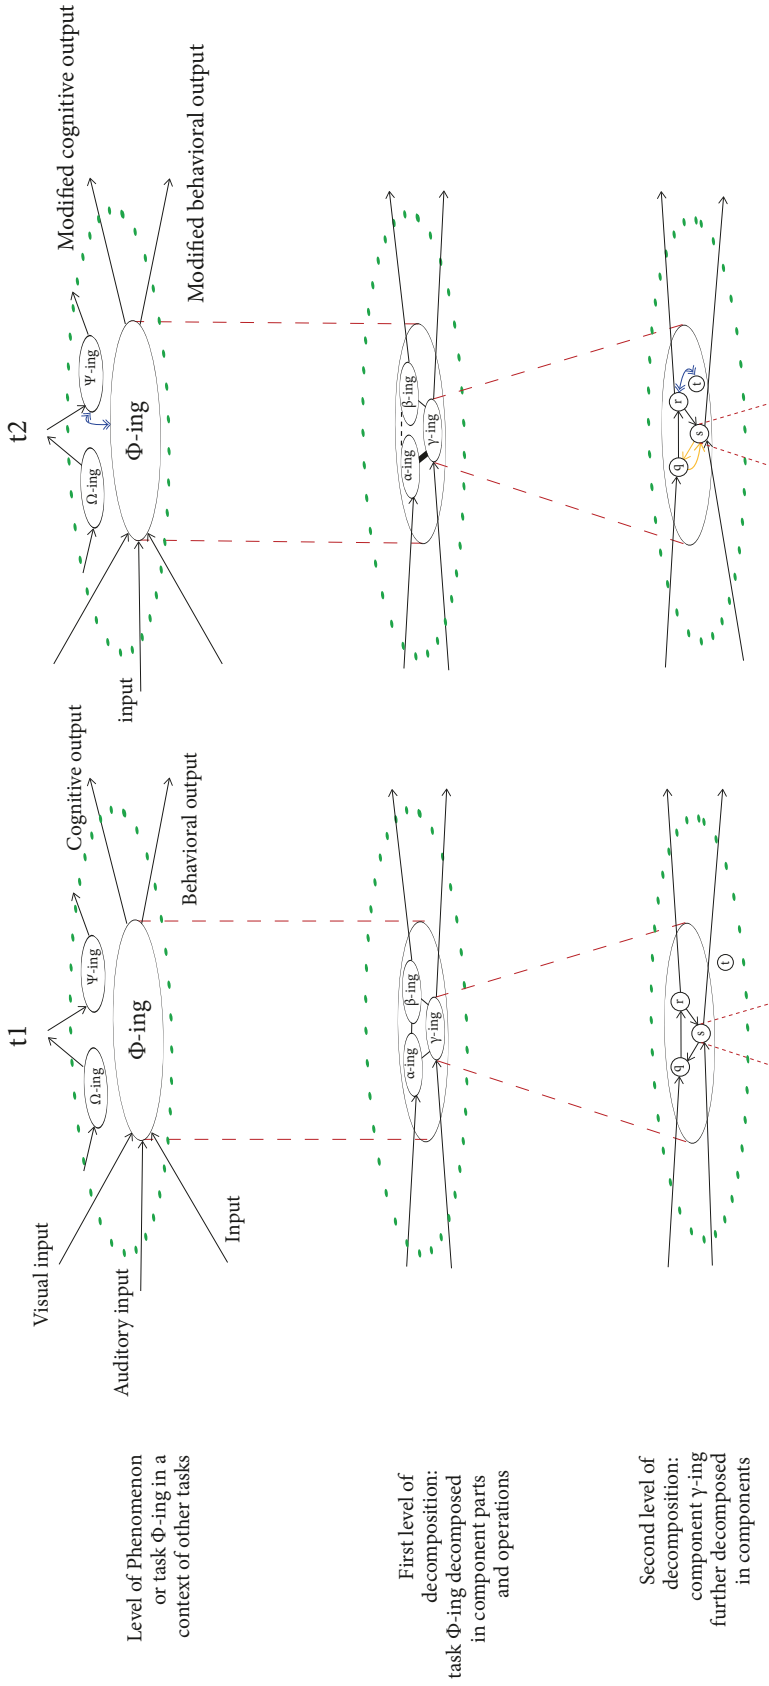 t1
t2
Level of Phenomenon
or task Φ-ing in a
context of other tasks
Visual input
Auditory input
Input
Ω-ing
Ψ-ing
Φ-ing
Cognitive output
Behavioral output
input
Ω-ing
Ψ-ing
Φ-ing
Modified cognitive output
Modified behavioral output
First level of
decomposition:
task Φ-ing decomposed
in component parts
and operations
α-ing
β-ing
γ-ing
α-ing
β-ing
γ-ing
Second level of
decomposition:
component γ-ing
further decomposed
in components
q
r
s
t
q
r
s
t